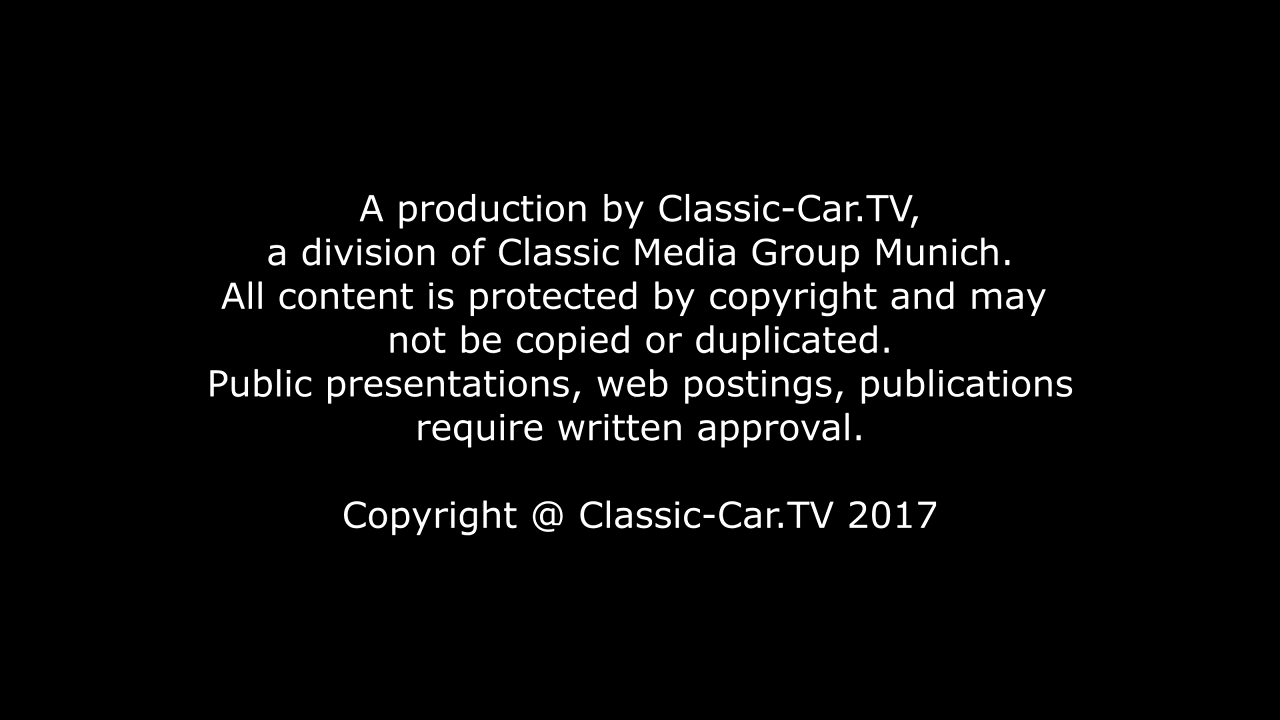 A production by Classic-Car.TV,
a division of Classic Media Group Munich.
All content is protected by copyright and may
not be copied or duplicated.
Public presentations, web postings, publications
require written approval.
Copyright @ Classic-Car.TV 2017